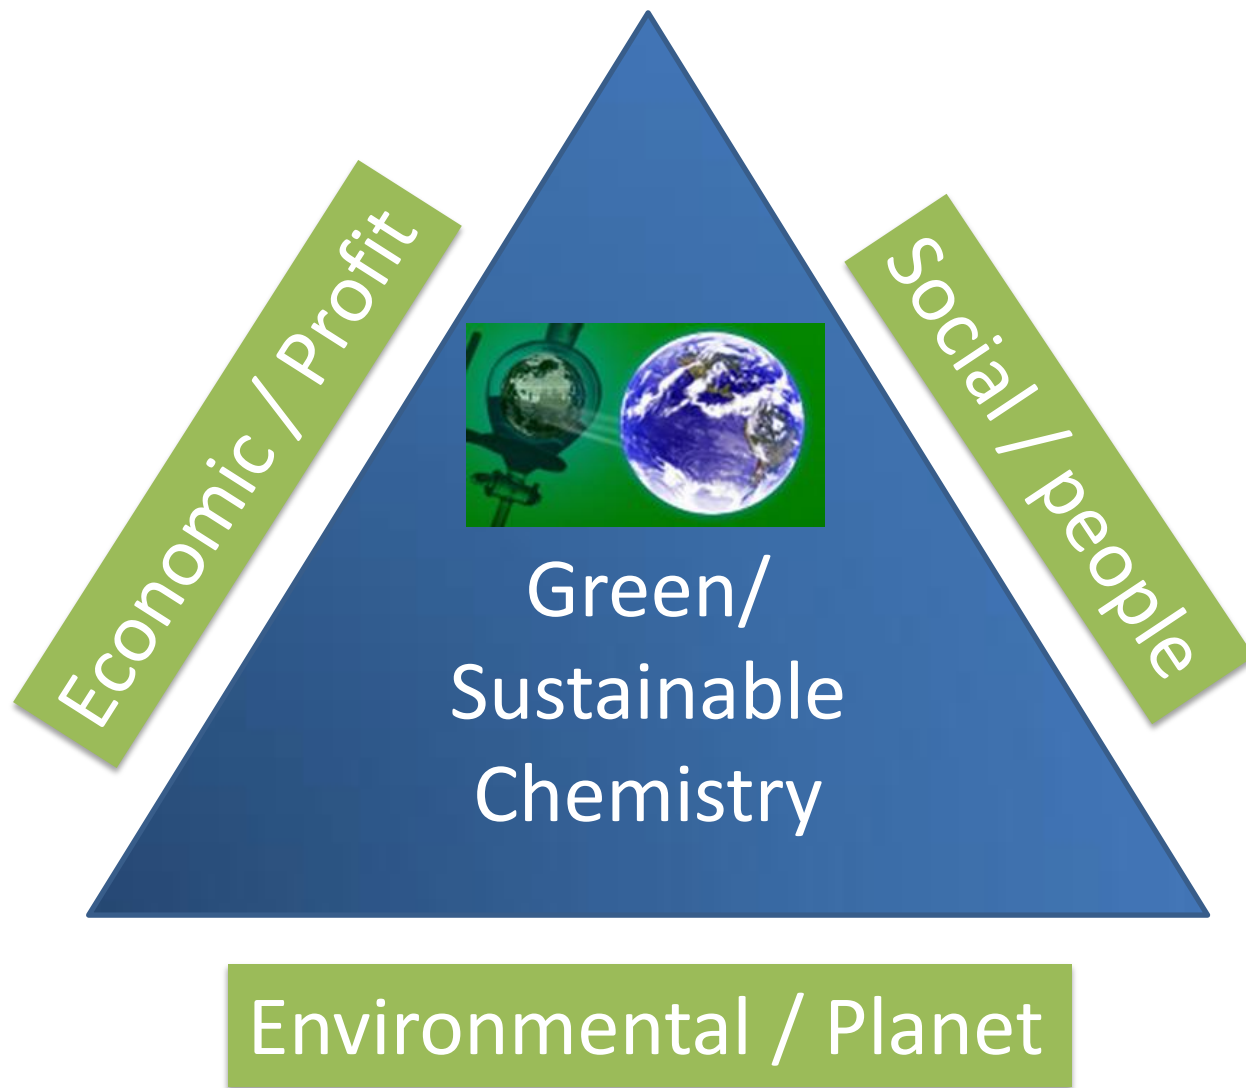 Economic / Profit
Social / people
Green/
Sustainable
Chemistry
Environmental / Planet